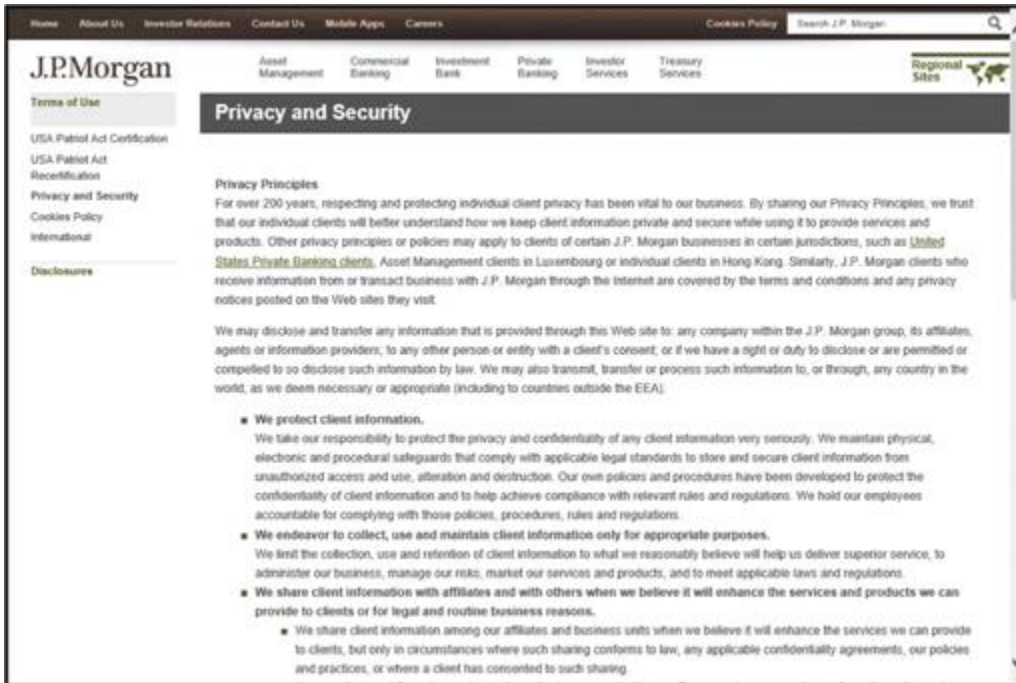 Home About Us Investor Relations Contact Us Mobile Apps Careers Cookies Policy Search J.P. Morgan
J.P.Morgan
Asset Management
Commercial Banking
Investment Bank
Private Banking
Investor Services
Treasury Services
Regional Sites
Terms of Use
USA Patriot Act Certification
USA Patriot Act
Recertification
Privacy and Security
Cookies Policy
International
Disclosures
Privacy and Security
Privacy Principles
For over 200 years, respecting and protecting individual client privacy has been vital to our business. By sharing our Privacy Principles, we trust
that our individual clients will better understand how we keep client information private and secure while using it to provide services and
products. Other privacy principles or policies may apply to clients of certain J.P. Morgan businesses in certain jurisdictions, such as United
States Private Banking clients, Asset Management clients in Luxembourg or individual clients in Hong Kong. Similarly, J.P. Morgan clients who
receive information from or transact business with J.P. Morgan through the Internet are covered by the terms and conditions and any privacy
notices posted on the Web sites they visit.
We may disclose and transfer any information that is provided through this Web site to: any company within the J.P. Morgan group, its affiliates,
agents or information providers; to any other person or entity with a client's consent; or if we have a right or duty to disclose or are permitted or
compelled to so disclose such information by law. We may also transmit, transfer or process such information to, or through, any country in the
world, as we deem necessary or appropriate (including to countries outside the EEA).
■ We protect client information.
We take our responsibility to protect the privacy and confidentiality of any client information very seriously. We maintain physical,
electronic and procedural safeguards that comply with applicable legal standards to store and secure client information from
unauthorized access and use, alteration and destruction. Our own policies and procedures have been developed to protect the
confidentiality of client information and to help achieve compliance with relevant rules and regulations. We hold our employees
accountable for complying with those policies, procedures, rules and regulations.
■ We endeavor to collect, use and maintain client information only for appropriate purposes.
We limit the collection, use and retention of client information to what we reasonably believe will help us deliver superior service, to
administer our business, manage our risks, market our services and products, and to meet applicable laws and regulations.
■ We share client information with affiliates and with others when we believe it will enhance the services and products we can
provide to clients or for legal and routine business reasons.
■ We share client information among our affiliates and business units when we believe it will enhance the services we can provide
to clients, but only in circumstances where such sharing conforms to law, any applicable confidentiality agreements, our policies
and practices, or where a client has consented to such sharing.